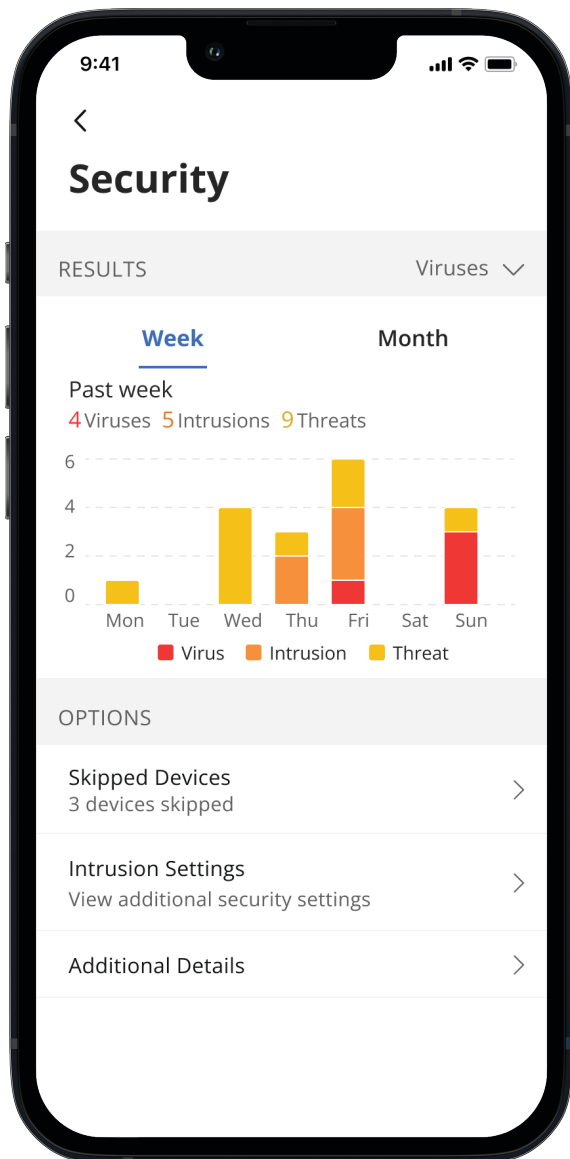 9:41
Security
RESULTS Viruses
Week Month
Past week
4 Viruses 5 Intrusions 9 Threats
6
4
2
0
Mon Tue Wed Thu Fri Sat Sun
Virus Intrusion Threat
OPTIONS
Skipped Devices
3 devices skipped
Intrusion Settings
View additional security settings
Additional Details